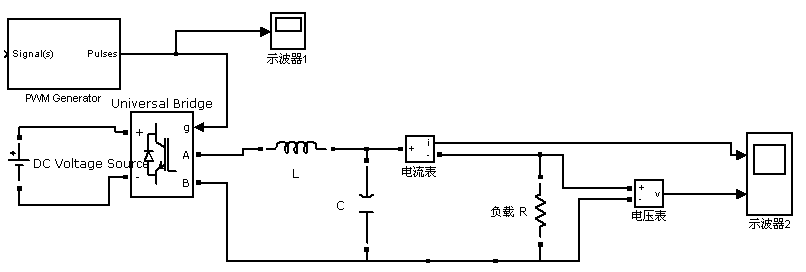 Signal(s)
Pulses
PWM Generator
示波器1
Universal Bridge
g
+
A
DC Voltage Source
+
-
B
L
C
+
i
-
电流表
负载 R
+
-
v
电压表
示波器2